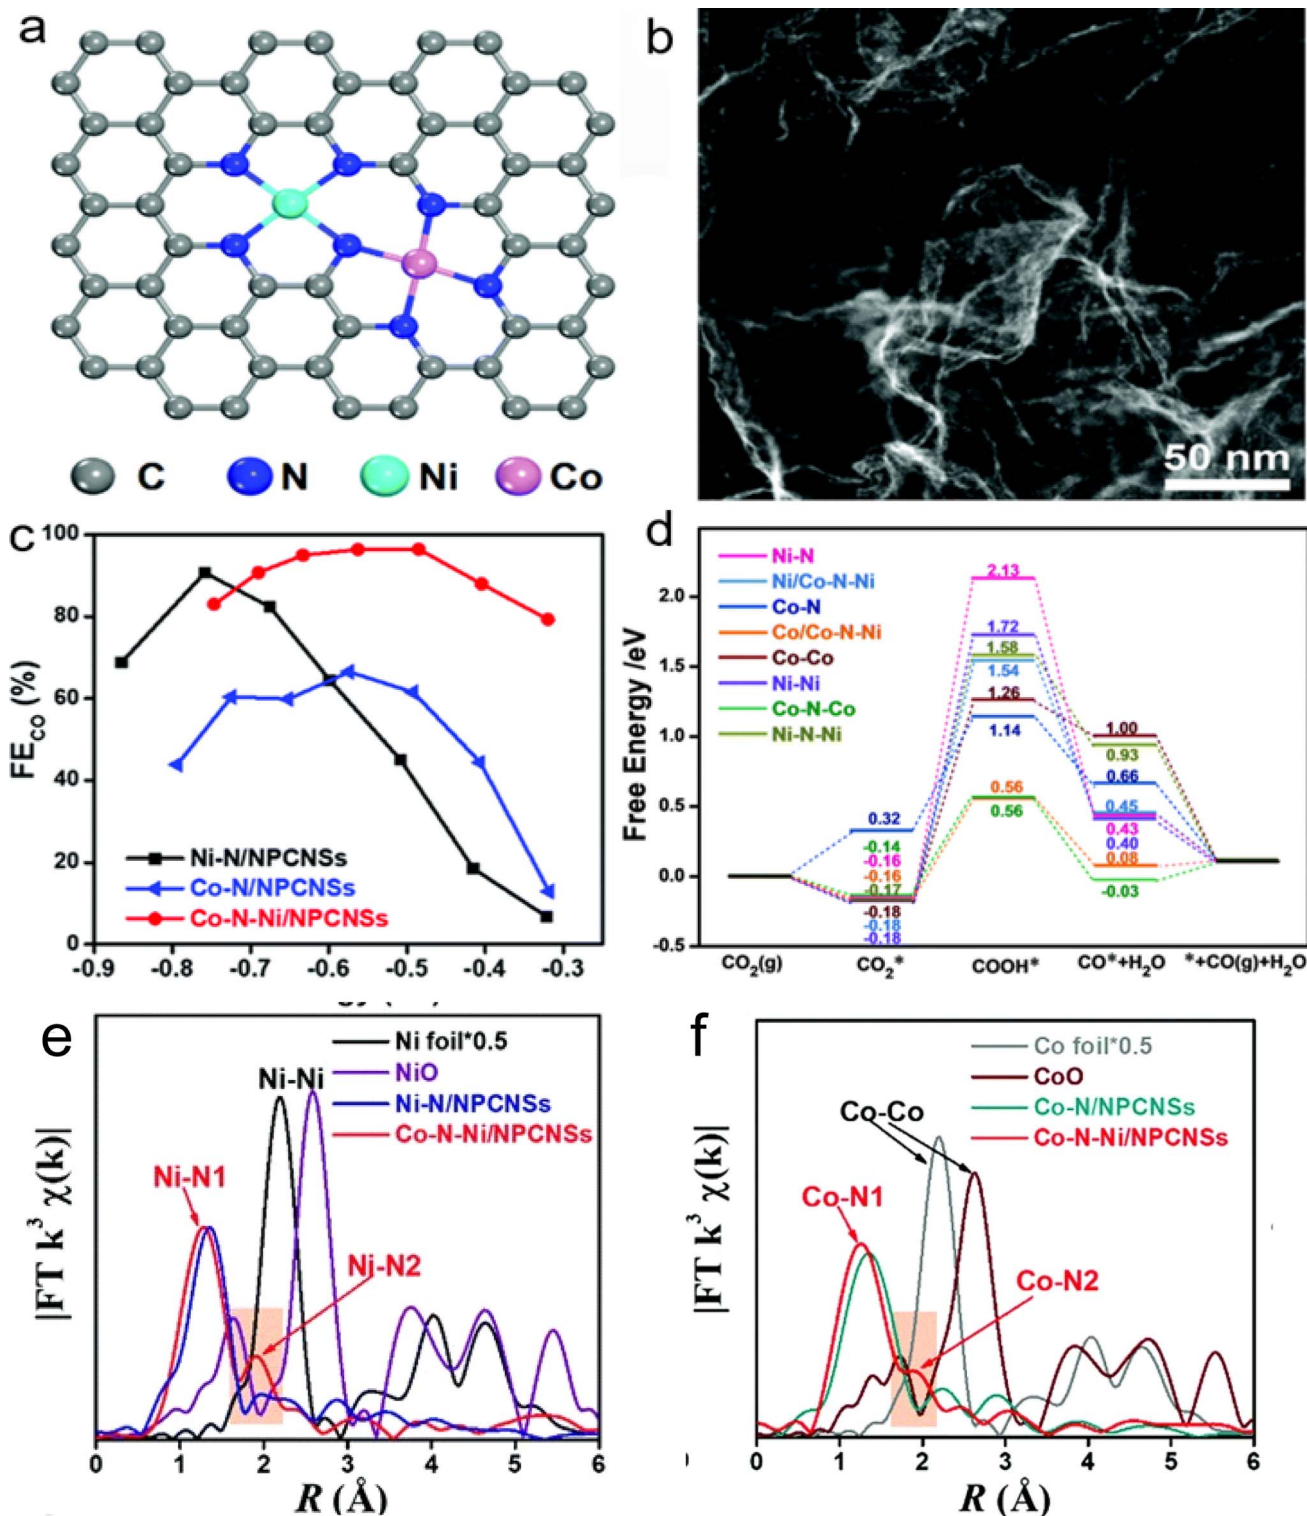 a
C N Ni Co
b
50 nm
c
FE_CO (%)
100
80
60
40
20
0
Ni-N/NPCNSs
Co-N/NPCNSs
Co-N-Ni/NPCNSs
-0.9 -0.8 -0.7 -0.6 -0.5 -0.4 -0.3
d
Free Energy /eV
2.0
1.5
1.0
0.5
0.0
-0.5
Ni-N
Ni/Co-N-Ni
Co-N
Co/Co-N-Ni
Co-Co
Ni-Ni
Co-N-Co
Ni-N-Ni
0.32
-0.14
-0.16
-0.16
-0.17
-0.18
-0.18
-0.18
2.13
1.72
1.58
1.54
1.26
1.14
0.56
0.56
1.00
0.93
0.66
0.45
0.43
0.40
0.08
-0.03
CO₂(g) CO₂* COOH* CO*+H₂O *+CO(g)+H₂O
e
|FT k³ χ(k)|
Ni foil*0.5
NiO
Ni-N/NPCNSs
Co-N-Ni/NPCNSs
Ni-Ni
Ni-N1
Ni-N2
0 1 2 3 4 5 6
R (Å)
f
|FT k³ χ(k)|
Co foil*0.5
CoO
Co-N/NPCNSs
Co-N-Ni/NPCNSs
Co-Co
Co-N1
Co-N2
0 1 2 3 4 5 6
R (Å)